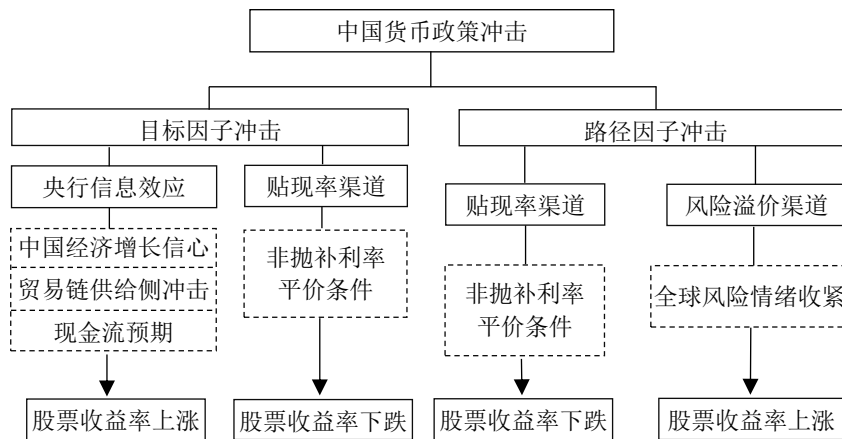 中国货币政策冲击
目标因子冲击
路径因子冲击
央行信息效应
贴现率渠道
贴现率渠道
风险溢价渠道
中国经济增长信心
贸易链供给侧冲击
现金流预期
非抛补利率
平价条件
非抛补利率
平价条件
全球风险情绪收紧
股票收益率上涨
股票收益率下跌
股票收益率下跌
股票收益率上涨